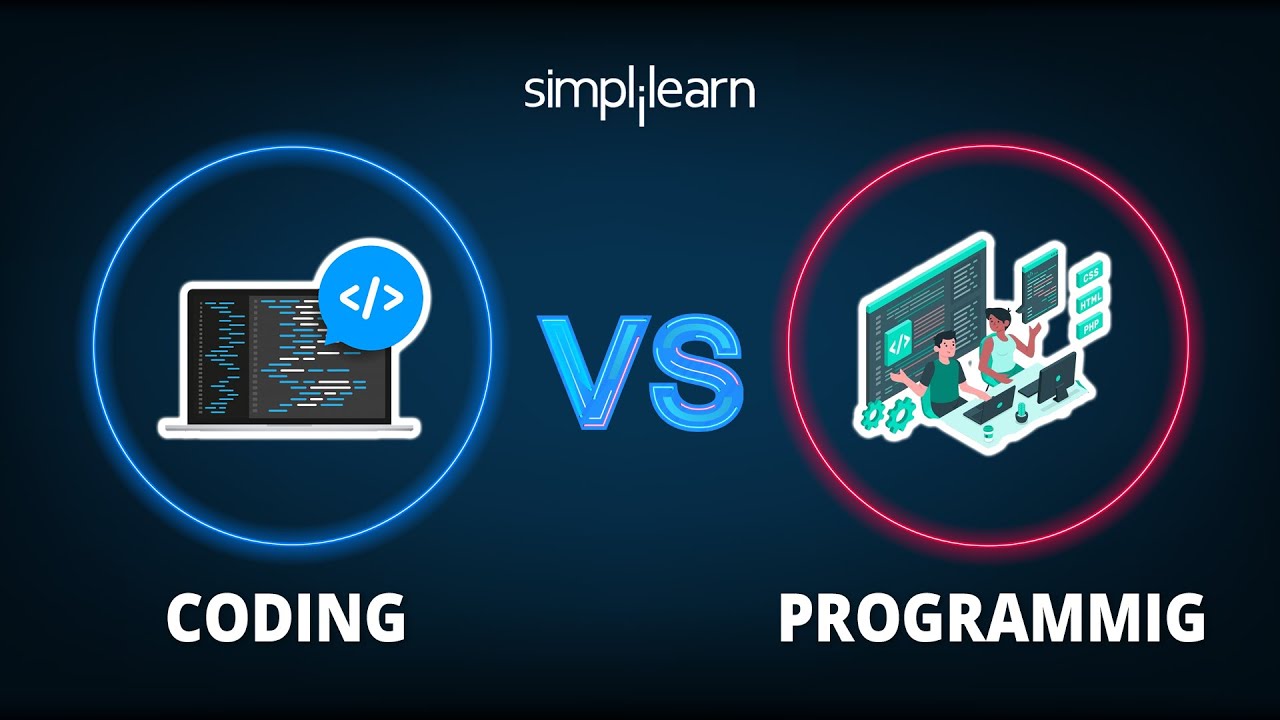 simplilearn
</>
CSS
HTML
PHP
</>
VS
CODING
PROGRAMMIG